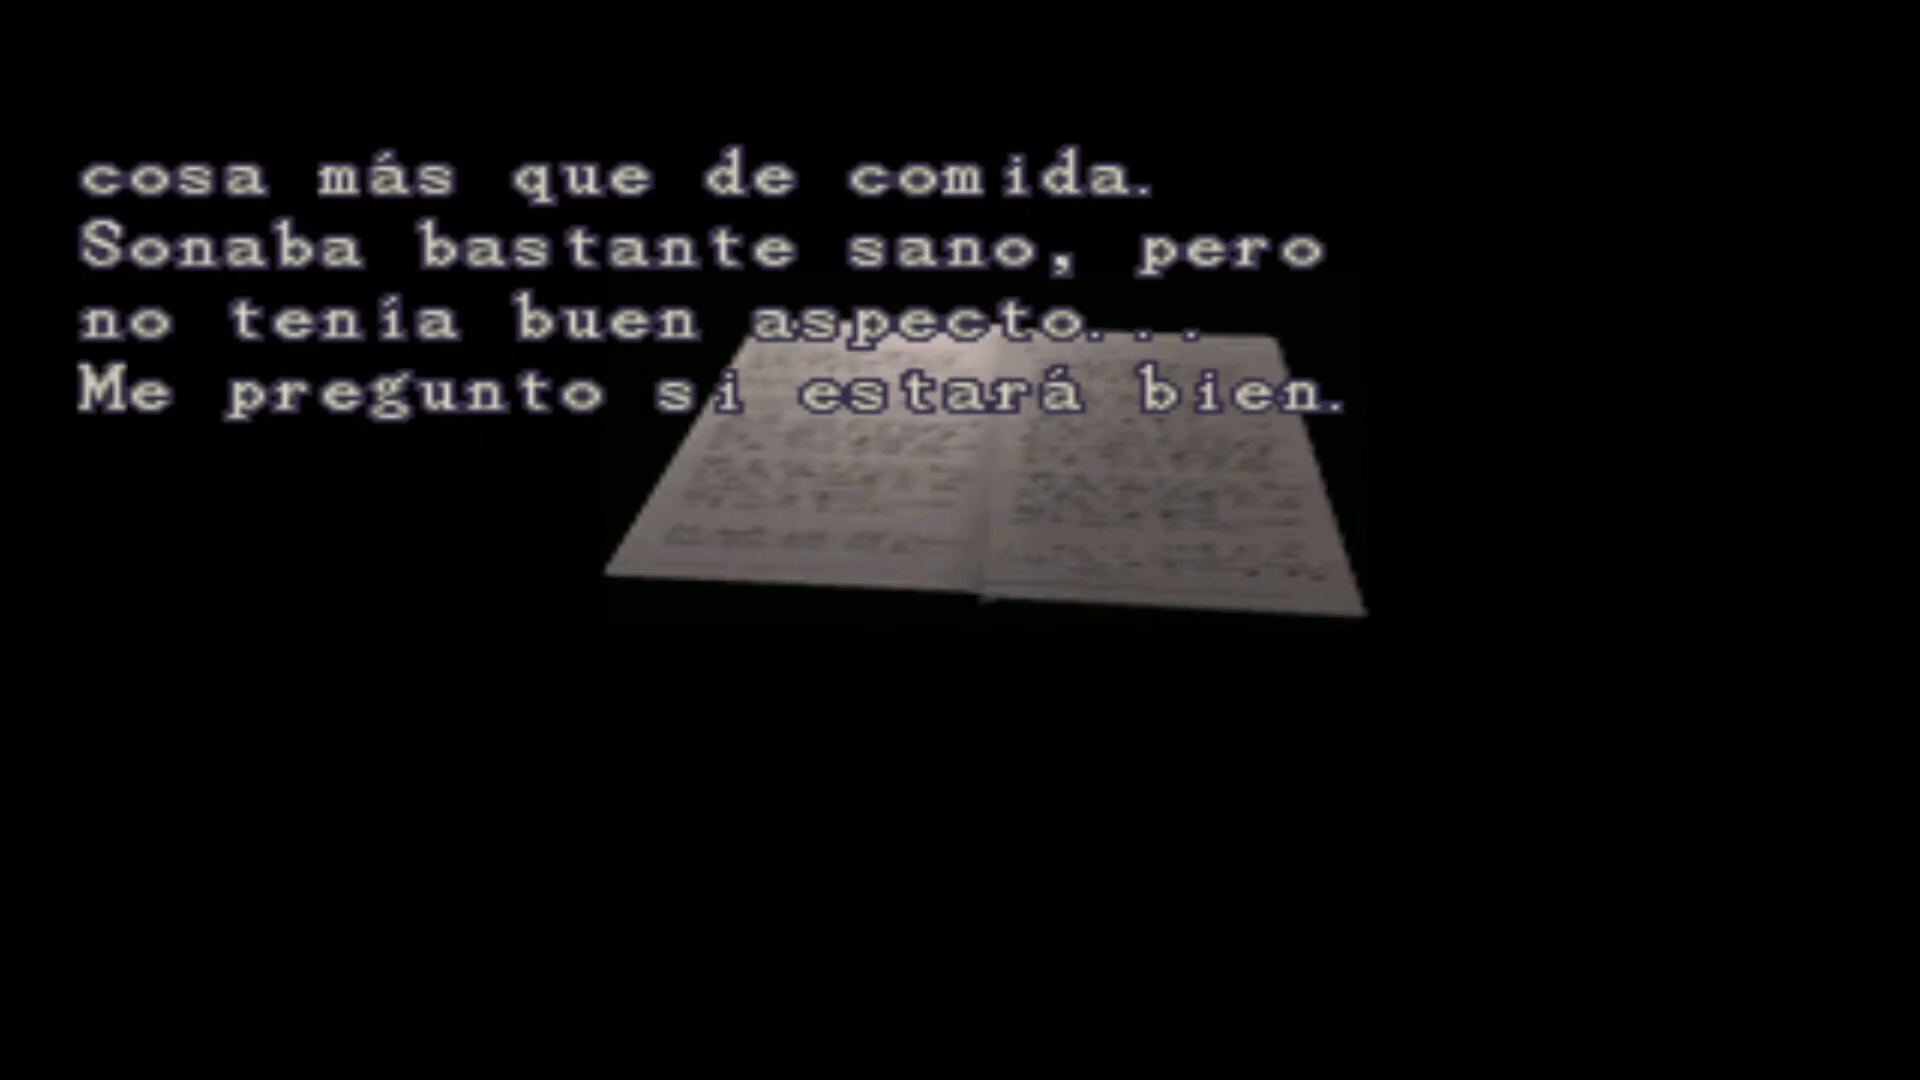 cosa más que de comida.
Sonaba bastante sano, pero
no tenía buen aspecto...
Me pregunto si estará bien.